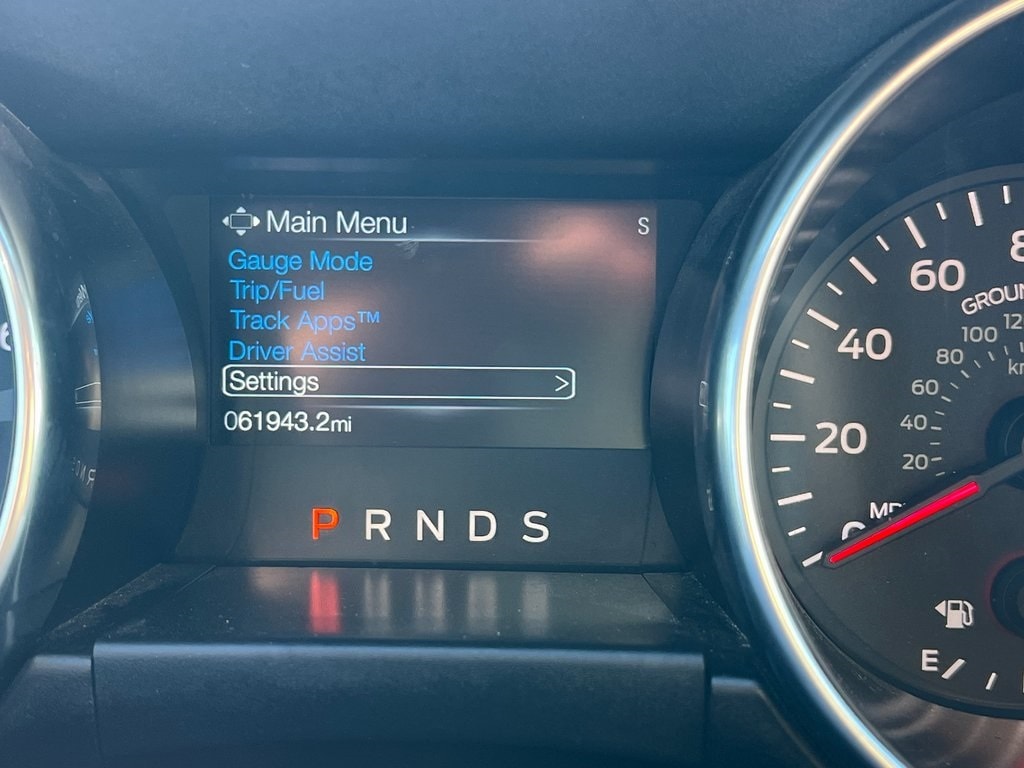 Main Menu S
Gauge Mode
Trip/Fuel
Track Apps™
Driver Assist
Settings >
061943.2mi
P R N D S
60
40
20
100
80
60
40
20
E